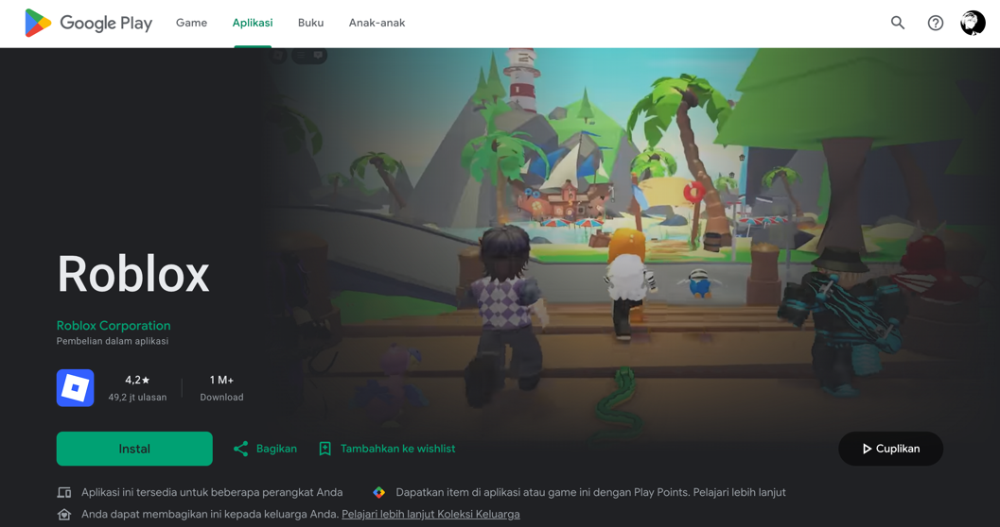 Google Play
Game
Aplikasi
Buku
Anak-anak
Roblox
Roblox Corporation
Pembelian dalam aplikasi
4,2★
49,2 jt ulasan
1 M+
Download
Instal
Bagikan
Tambahkan ke wishlist
Cuplikan
Aplikasi ini tersedia untuk beberapa perangkat Anda
Dapatkan item di aplikasi atau game ini dengan Play Points. Pelajari lebih lanjut
Anda dapat membagikan ini kepada keluarga Anda. Pelajari lebih lanjut Koleksi Keluarga